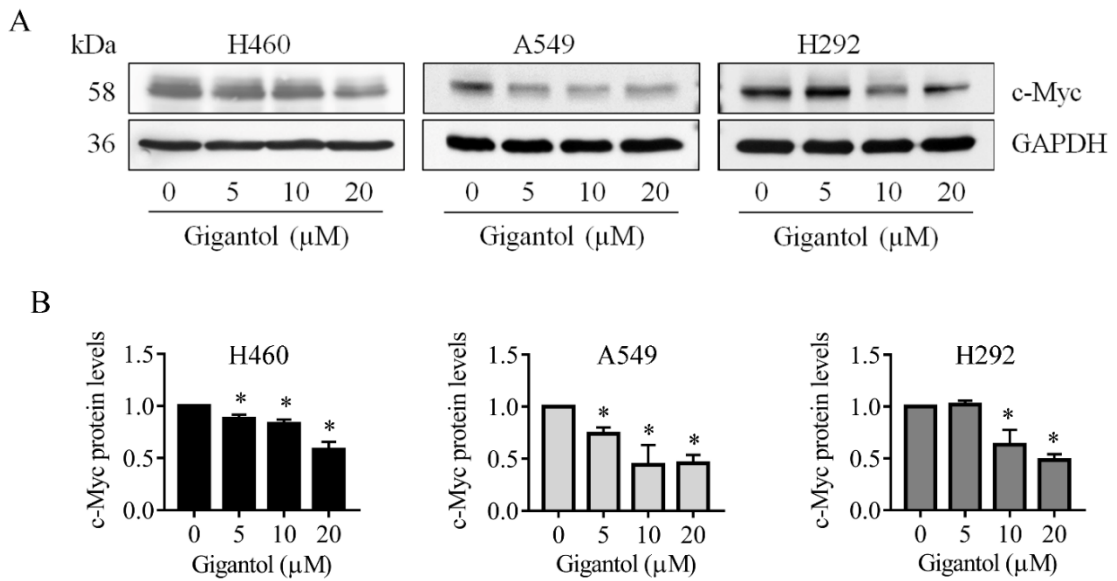 A
kDa H460 A549 H292
58 c-Myc
36 GAPDH
0 5 10 20 0 5 10 20 0 5 10 20
Gigantol (µM) Gigantol (µM) Gigantol (µM)
B
c-Myc protein levels
H460
1.5
1.0
0.5
0.0
* * *
0 5 10 20
Gigantol (µM)
c-Myc protein levels
A549
1.5
1.0
0.5
0.0
* * *
0 5 10 20
Gigantol (µM)
c-Myc protein levels
H292
1.5
1.0
0.5
0.0
* *
0 5 10 20
Gigantol (µM)